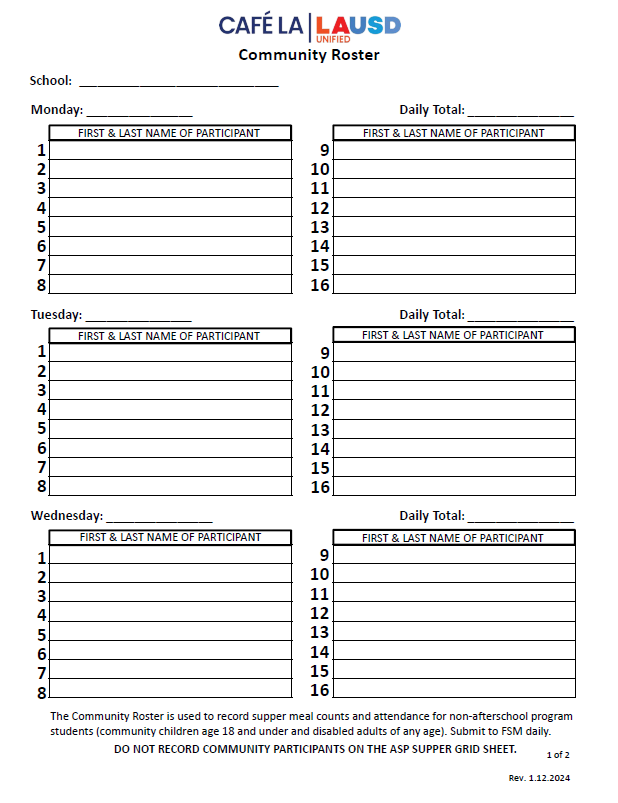 CAFÉ LA LAUSD
UNIFIED
Community Roster
School: ____________________________
Monday: _______________ Daily Total: _______________
FIRST & LAST NAME OF PARTICIPANT FIRST & LAST NAME OF PARTICIPANT
1 9
2 10
3 11
4 12
5 13
6 14
7 15
8 16
Tuesday: _______________ Daily Total: _______________
FIRST & LAST NAME OF PARTICIPANT FIRST & LAST NAME OF PARTICIPANT
1 9
2 10
3 11
4 12
5 13
6 14
7 15
8 16
Wednesday: _______________ Daily Total: _______________
FIRST & LAST NAME OF PARTICIPANT FIRST & LAST NAME OF PARTICIPANT
1 9
2 10
3 11
4 12
5 13
6 14
7 15
8 16
The Community Roster is used to record supper meal counts and attendance for non-afterschool program
students (community children age 18 and under and disabled adults of any age). Submit to FSM daily.
DO NOT RECORD COMMUNITY PARTICIPANTS ON THE ASP SUPPER GRID SHEET.
1 of 2
Rev. 1.12.2024